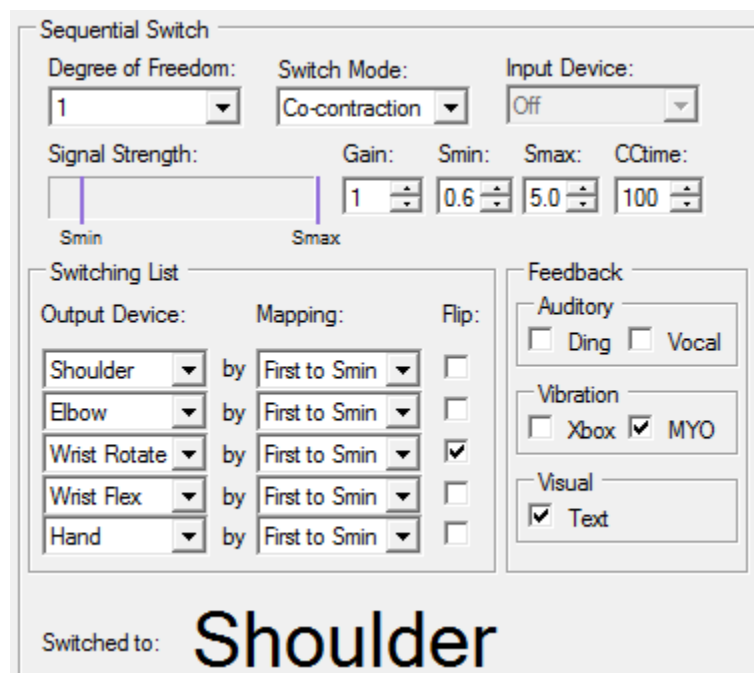 Sequential Switch
Degree of Freedom: Switch Mode: Input Device:
1 Co-contraction Off
Signal Strength: Gain: Smin: Smax: CCtime:
1 0.6 5.0 100
Smin Smax
Switching List Feedback
Output Device: Mapping: Flip: Auditory
Ding Vocal
Shoulder by First to Smin
Elbow by First to Smin Vibration
Xbox MYO
Wrist Rotate by First to Smin
Wrist Flex by First to Smin Visual
Text
Hand by First to Smin
Switched to: Shoulder